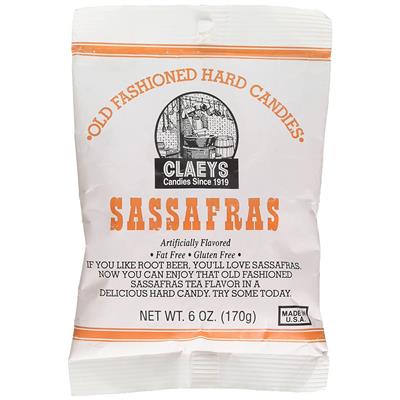 •OLD FASHIONED HARD CANDIES•
CLAEYS
Candies Since 1919
SASSAFRAS
Artificially Flavored
• Fat Free • Gluten Free •
IF YOU LIKE ROOT BEER, YOU'LL LOVE SASSAFRAS.
NOW YOU CAN ENJOY THAT OLD FASHIONED
SASSAFRAS TEA FLAVOR IN A
DELICIOUS HARD CANDY. TRY SOME TODAY.
NET WT. 6 OZ. (170g)
MADE IN
U.S.A.